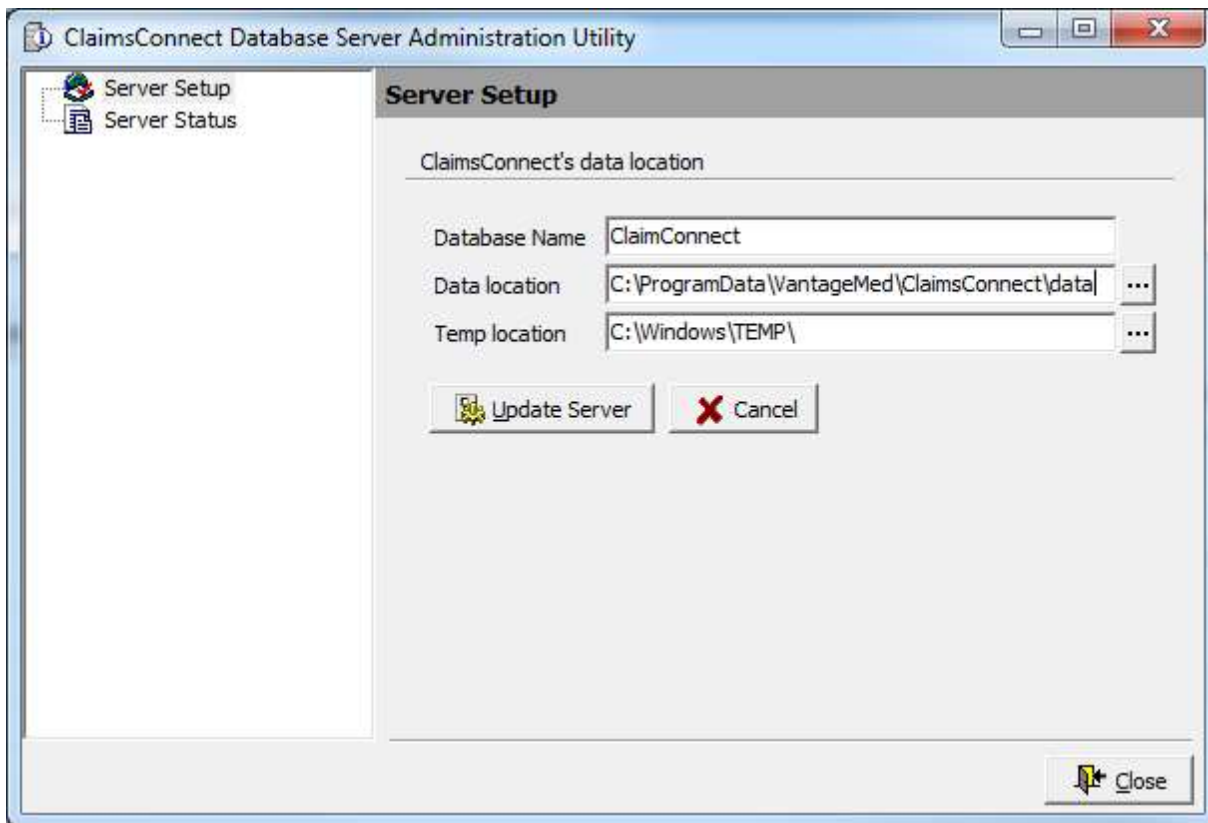 ClaimsConnect Database Server Administration Utility
Server Setup
Server Status
Server Setup
ClaimsConnect's data location
Database Name ClaimConnect
Data location C:\ProgramData\VantageMed\ClaimsConnect\data ...
Temp location C:\Windows\TEMP\ ...
Update Server Cancel
Close